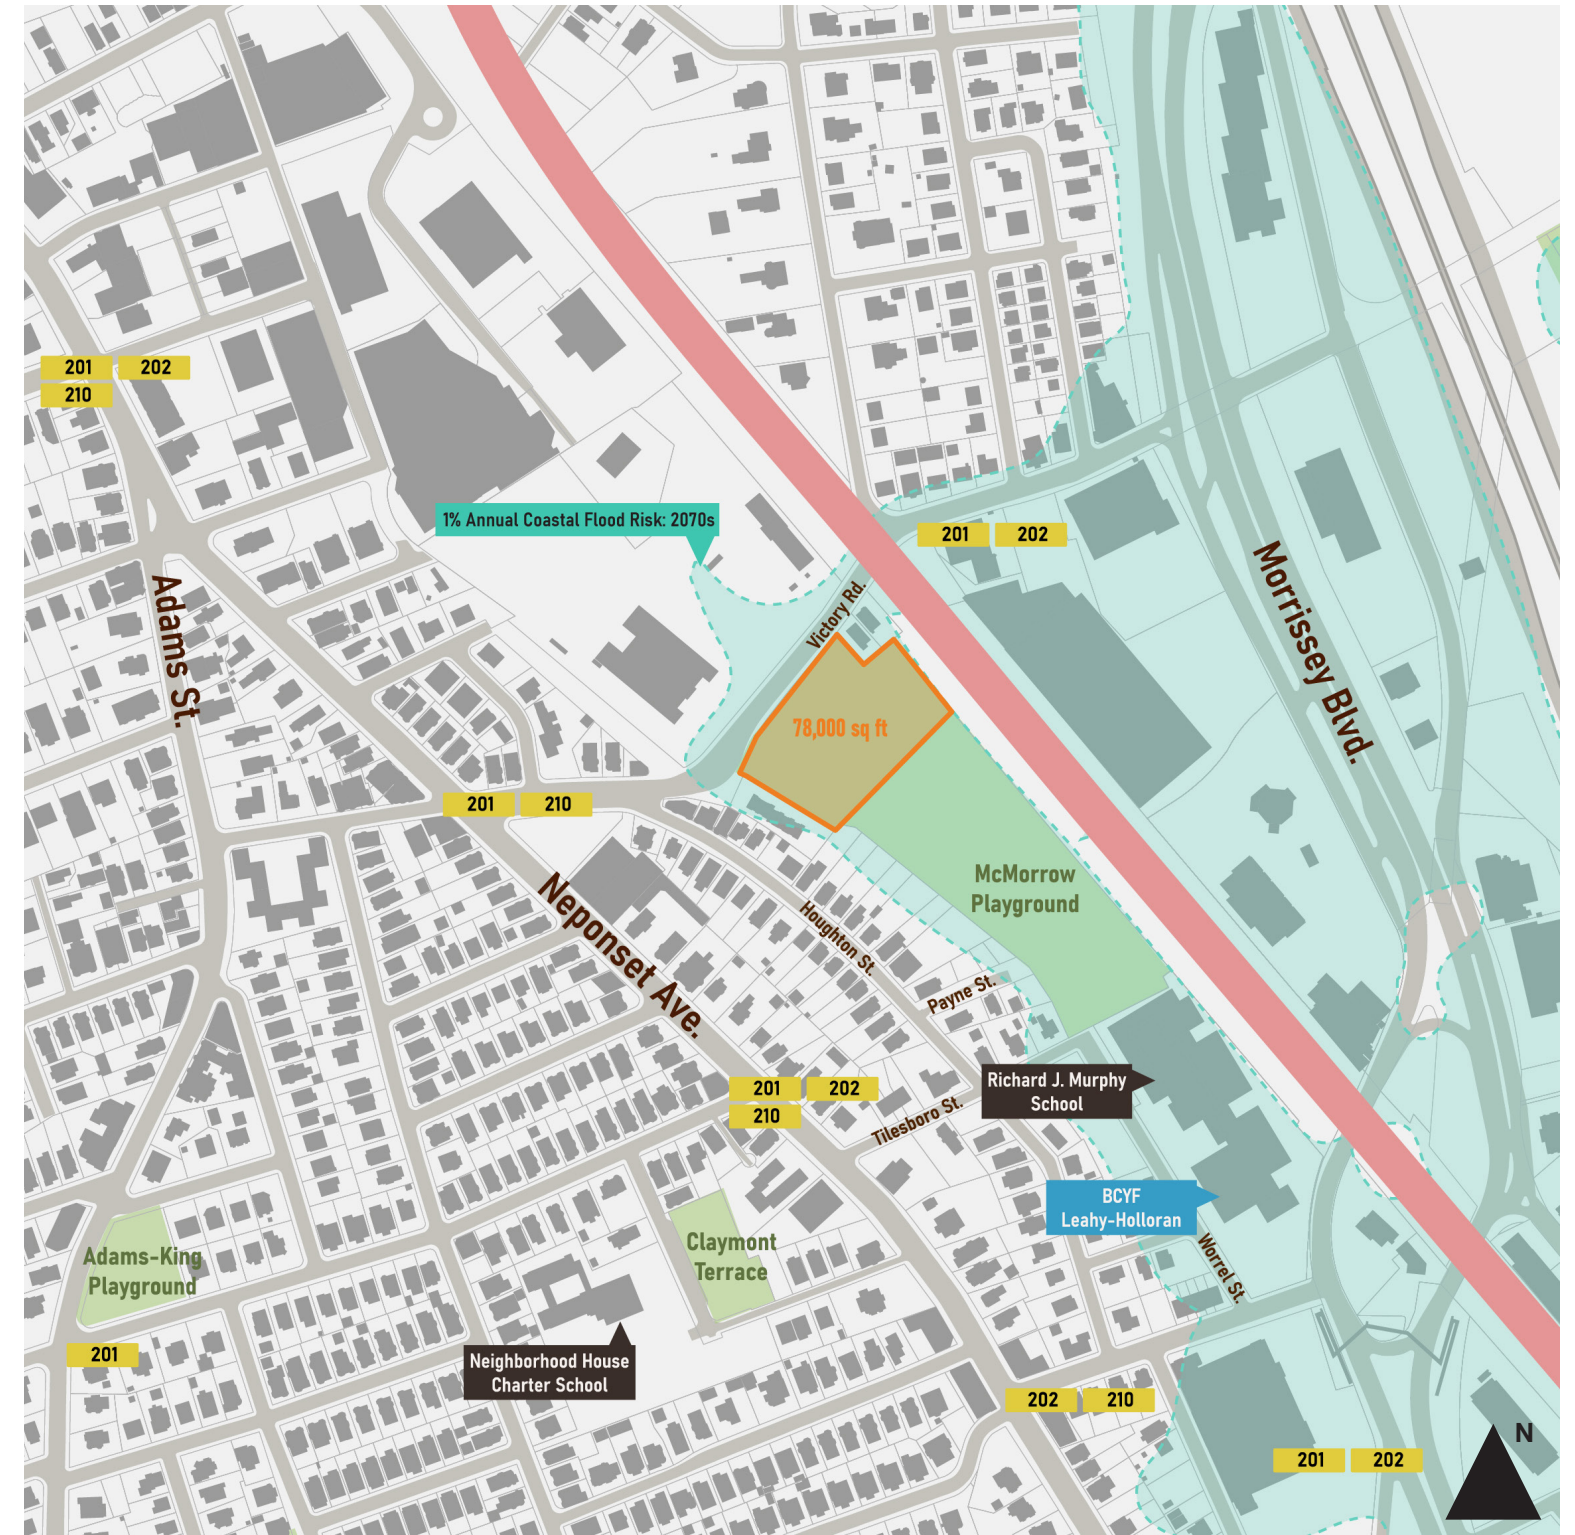 201 202
210
1% Annual Coastal Flood Risk: 2070s
201 202
Adams St.
Victory Rd.
Morrissey Blvd.
78,000 sq ft
201 210
McMorrow
Playground
Neponset Ave.
Houghton St.
Payne St.
Richard J. Murphy
School
201 202
210
Tilesboro St.
BCYF
Leahy-Holloran
Adams-King
Playground
Claymont
Terrace
Worrel St.
201
Neighborhood House
Charter School
202 210
N
201 202